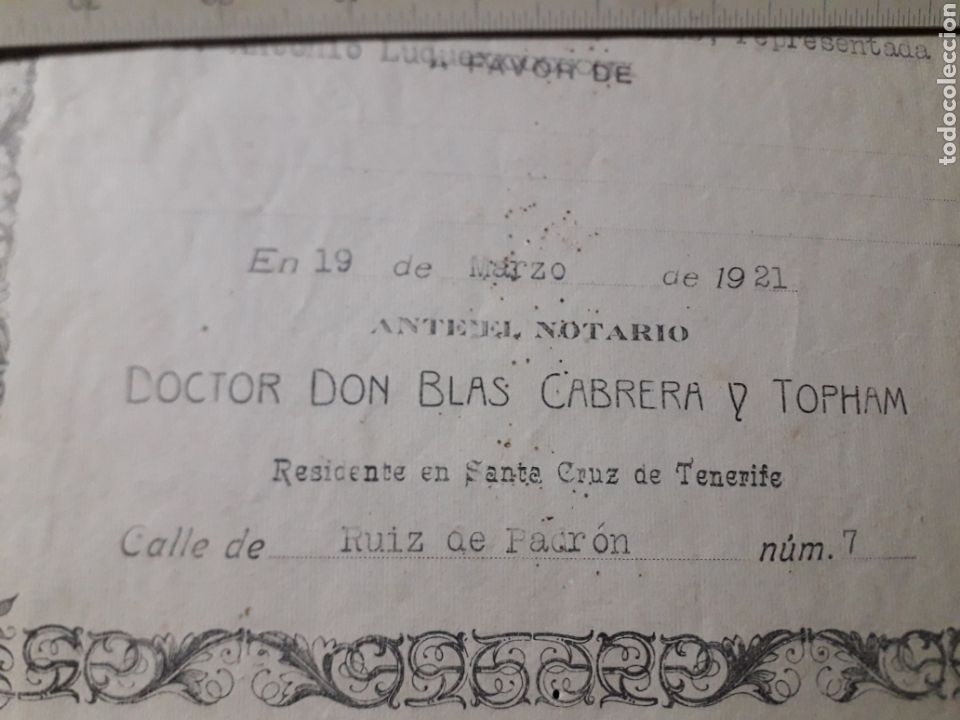 Antonio Luque representada
A FAVOR DE
En 19 de Marzo de 1921
ANTE EL NOTARIO
DOCTOR DON BLAS CABRERA Y TOPHAM
Residente en Santa Cruz de Tenerife
Calle de Ruiz de Padrón núm. 7
todocoleccion